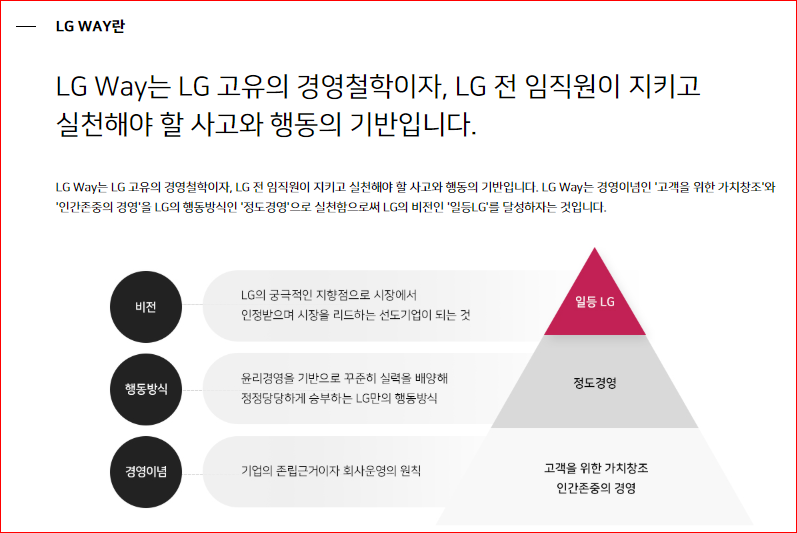 LG WAY란
LG Way는 LG 고유의 경영철학이자, LG 전 임직원이 지키고
실천해야 할 사고와 행동의 기반입니다.
LG Way는 LG 고유의 경영철학이자, LG 전 임직원이 지키고 실천해야 할 사고와 행동의 기반입니다. LG Way는 경영이념인 '고객을 위한 가치창조'와
'인간존중의 경영'을 LG의 행동방식인 '정도경영'으로 실천함으로써 LG의 비전인 '일등LG'를 달성하자는 것입니다.
비전
LG의 궁극적인 지향점으로 시장에서
인정받으며 시장을 리드하는 선도기업이 되는 것
일등 LG
행동방식
윤리경영을 기반으로 꾸준히 실력을 배양해
정정당당하게 승부하는 LG만의 행동방식
정도경영
경영이념
기업의 존립근거이자 회사운영의 원칙
고객을 위한 가치창조
인간존중의 경영